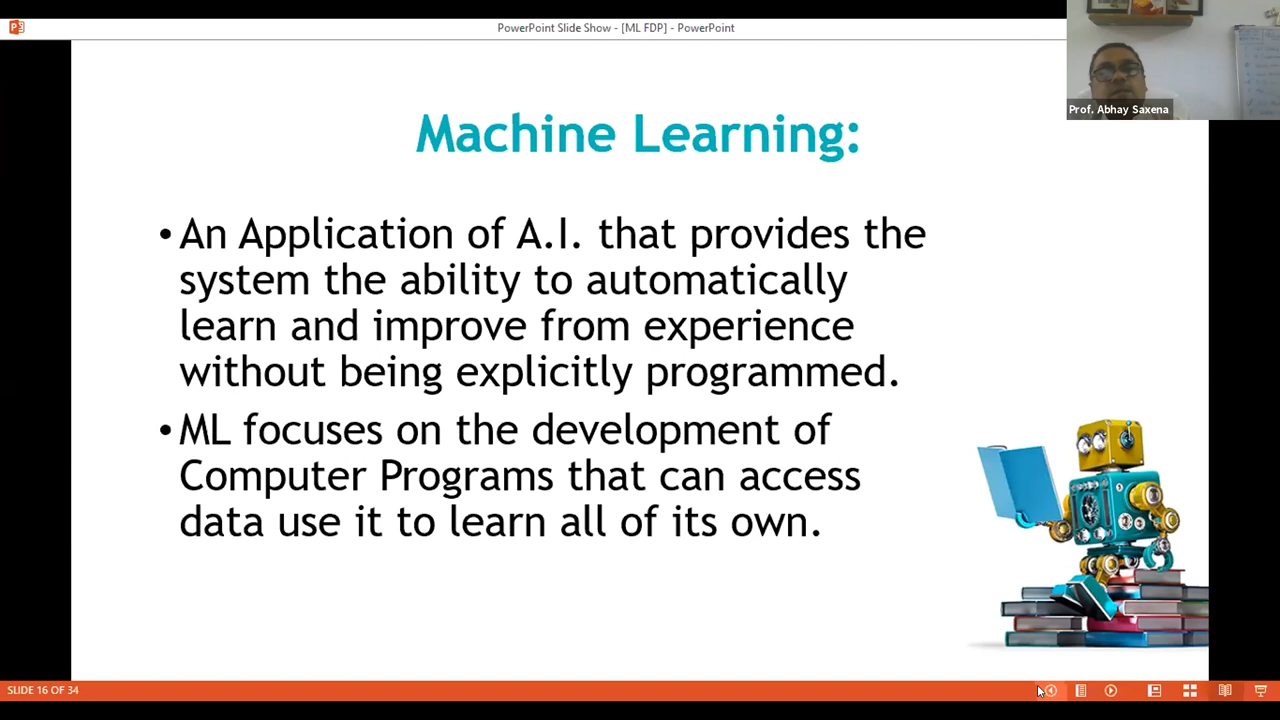 PowerPoint Slide Show - [ML FDP] - PowerPoint
Prof. Abhay Saxena
Machine Learning:
• An Application of A.I. that provides the
system the ability to automatically
learn and improve from experience
without being explicitly programmed.
• ML focuses on the development of
Computer Programs that can access
data use it to learn all of its own.
SLIDE 16 OF 34